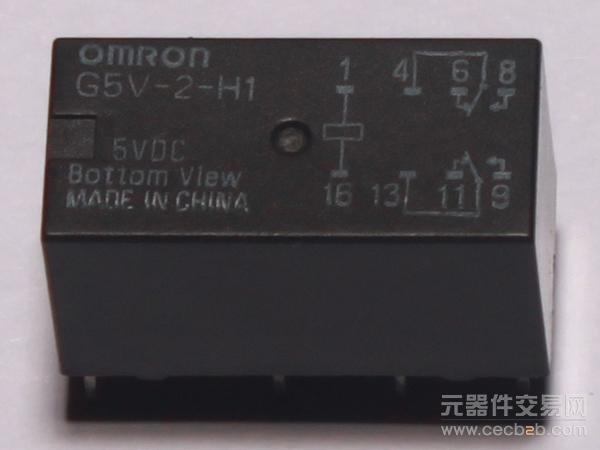 OMRON
G5V-2-H1
5VDC
Bottom View
MADE IN CHINA
1 4 6 8
16 13 11 9
元器件交易网
www.cecb2b.com